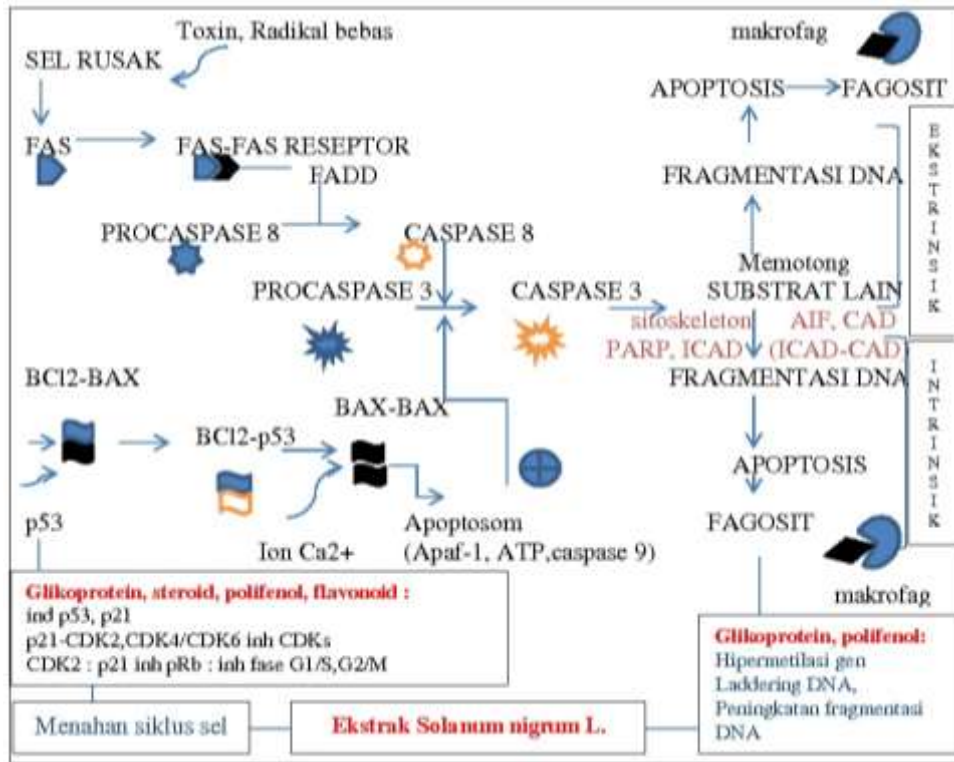 Toxin, Radikal bebas
SEL RUSAK
FAS
FAS-FAS RESEPTOR
FADD
PROCASPASE 8
CASPASE 8
PROCASPASE 3
CASPASE 3
makrofag
APOPTOSIS
FAGOSIT
FRAGMENTASI DNA
Memotong
SUBSTRAT LAIN
sitoskeleton AIF, CAD
PARP, ICAD (ICAD-CAD)
FRAGMENTASI DNA
APOPTOSIS
FAGOSIT
makrofag
EKSTRINSIK
INTRINSIK
BCl2-BAX
BCl2-p53
BAX-BAX
p53
Ion Ca2+
Apoptosom
(Apaf-1, ATP,caspase 9)
Glikoprotein, steroid, polifenol, flavonoid :
ind p53, p21
p21-CDK2,CDK4/CDK6 inh CDKs
CDK2 : p21 inh pRb : inh fase G1/S,G2/M
Glikoprotein, polifenol:
Hipermetilasi gen
Laddering DNA,
Peningkatan fragmentasi
DNA
Menahan siklus sel
Ekstrak Solanum nigrum L.